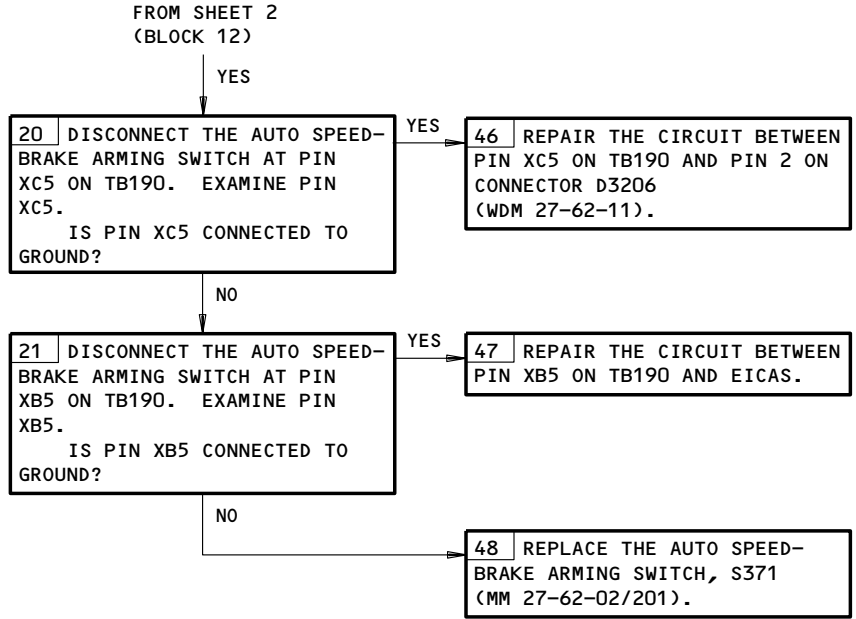 FROM SHEET 2
(BLOCK 12)
YES
20 DISCONNECT THE AUTO SPEED–
BRAKE ARMING SWITCH AT PIN
XC5 ON TB190. EXAMINE PIN
XC5.
IS PIN XC5 CONNECTED TO
GROUND?
YES
46 REPAIR THE CIRCUIT BETWEEN
PIN XC5 ON TB190 AND PIN 2 ON
CONNECTOR D3206
(WDM 27–62–11).
NO
21 DISCONNECT THE AUTO SPEED–
BRAKE ARMING SWITCH AT PIN
XB5 ON TB190. EXAMINE PIN
XB5.
IS PIN XB5 CONNECTED TO
GROUND?
YES
47 REPAIR THE CIRCUIT BETWEEN
PIN XB5 ON TB190 AND EICAS.
NO
48 REPLACE THE AUTO SPEED–
BRAKE ARMING SWITCH, S371
(MM 27–62–02/201).